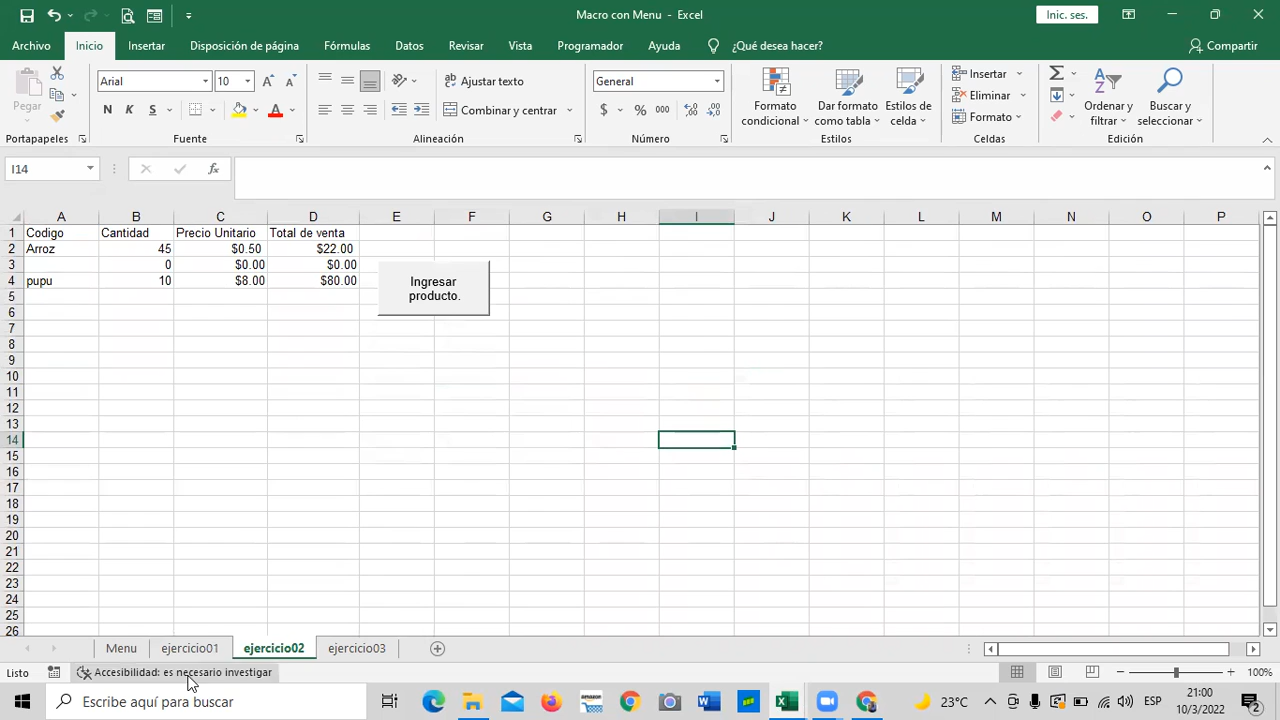 Macro con Menu - Excel
Inic. ses.
Archivo Inicio Insertar Disposición de página Fórmulas Datos Revisar Vista Programador Ayuda ¿Qué desea hacer? Compartir
Pegar
Arial 10
Ajustar texto
General
Insertar
N K S
Combinar y centrar
$ % 000
Formato condicional
Dar formato como tabla
Estilos de celda
Eliminar
Formato
Ordenar y filtrar
Buscar y seleccionar
Portapapeles Fuente Alineación Número Estilos Celdas Edición
I14
fx
A B C D E F G H I J K L M N O P
1 Codigo Cantidad Precio Unitario Total de venta
2 Arroz 45 $0.50 $22.00
3 0 $0.00 $0.00
4 pupu 10 $8.00 $80.00
Ingresar
producto.
5
6
7
8
9
10
11
12
13
14
15
16
17
18
19
20
21
22
23
24
25
26
Menu ejercicio01 ejercicio02 ejercicio03
Listo Accesibilidad: es necesario investigar 100%
Escribe aquí para buscar
amazon
23°C
ESP
21:00
10/3/2022
2